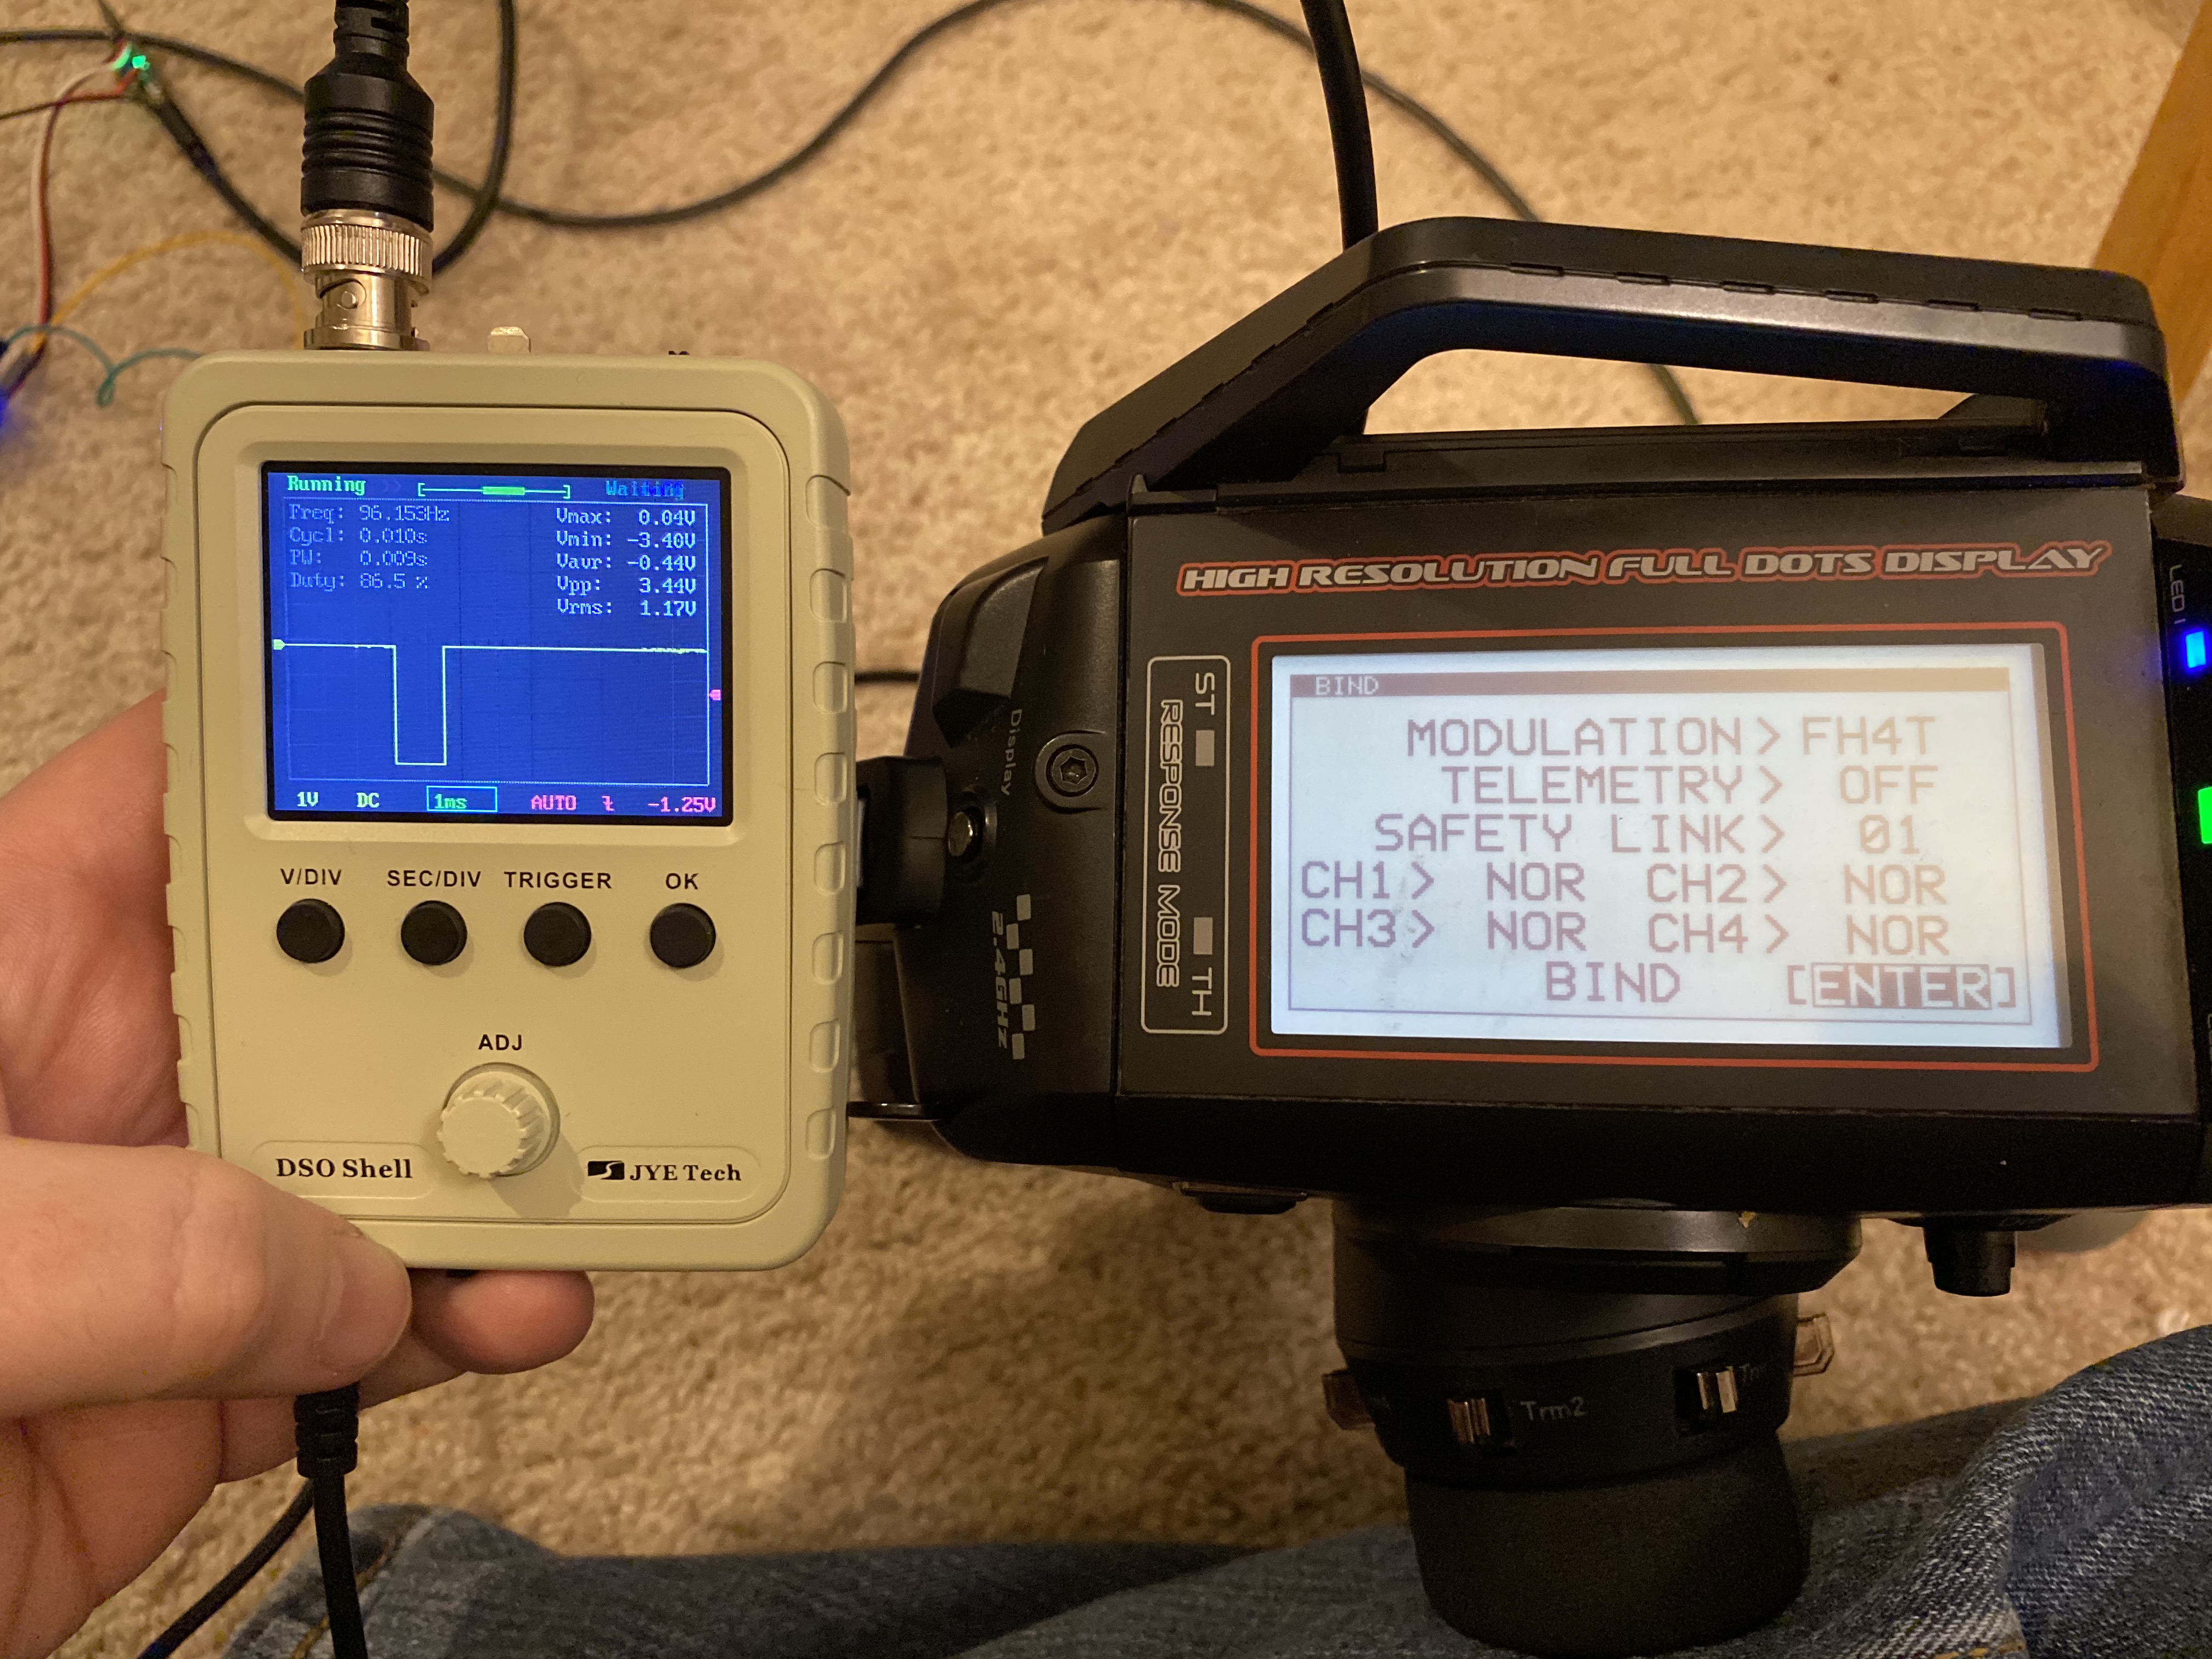 Running
Waiting
Freq: 96.153Hz
Cycl: 0.010s
PW: 0.009s
Duty: 86.5 %
Vmax: 0.04V
Vmin: -3.40V
Vavr: -0.44V
Vpp: 3.44V
Vrms: 1.17V
1V DC 1ms AUTO -1.25V
V/DIV SEC/DIV TRIGGER OK
ADJ
DSO Shell
JYE Tech
Display
2.4GHz
HIGH RESOLUTION FULL DOTS DISPLAY
ST RESPONSE MODE TH
BIND
MODULATION> FH4T
TELEMETRY> OFF
SAFETY LINK> 01
CH1> NOR CH2> NOR
CH3> NOR CH4> NOR
BIND [ENTER]
LED1
Trm2